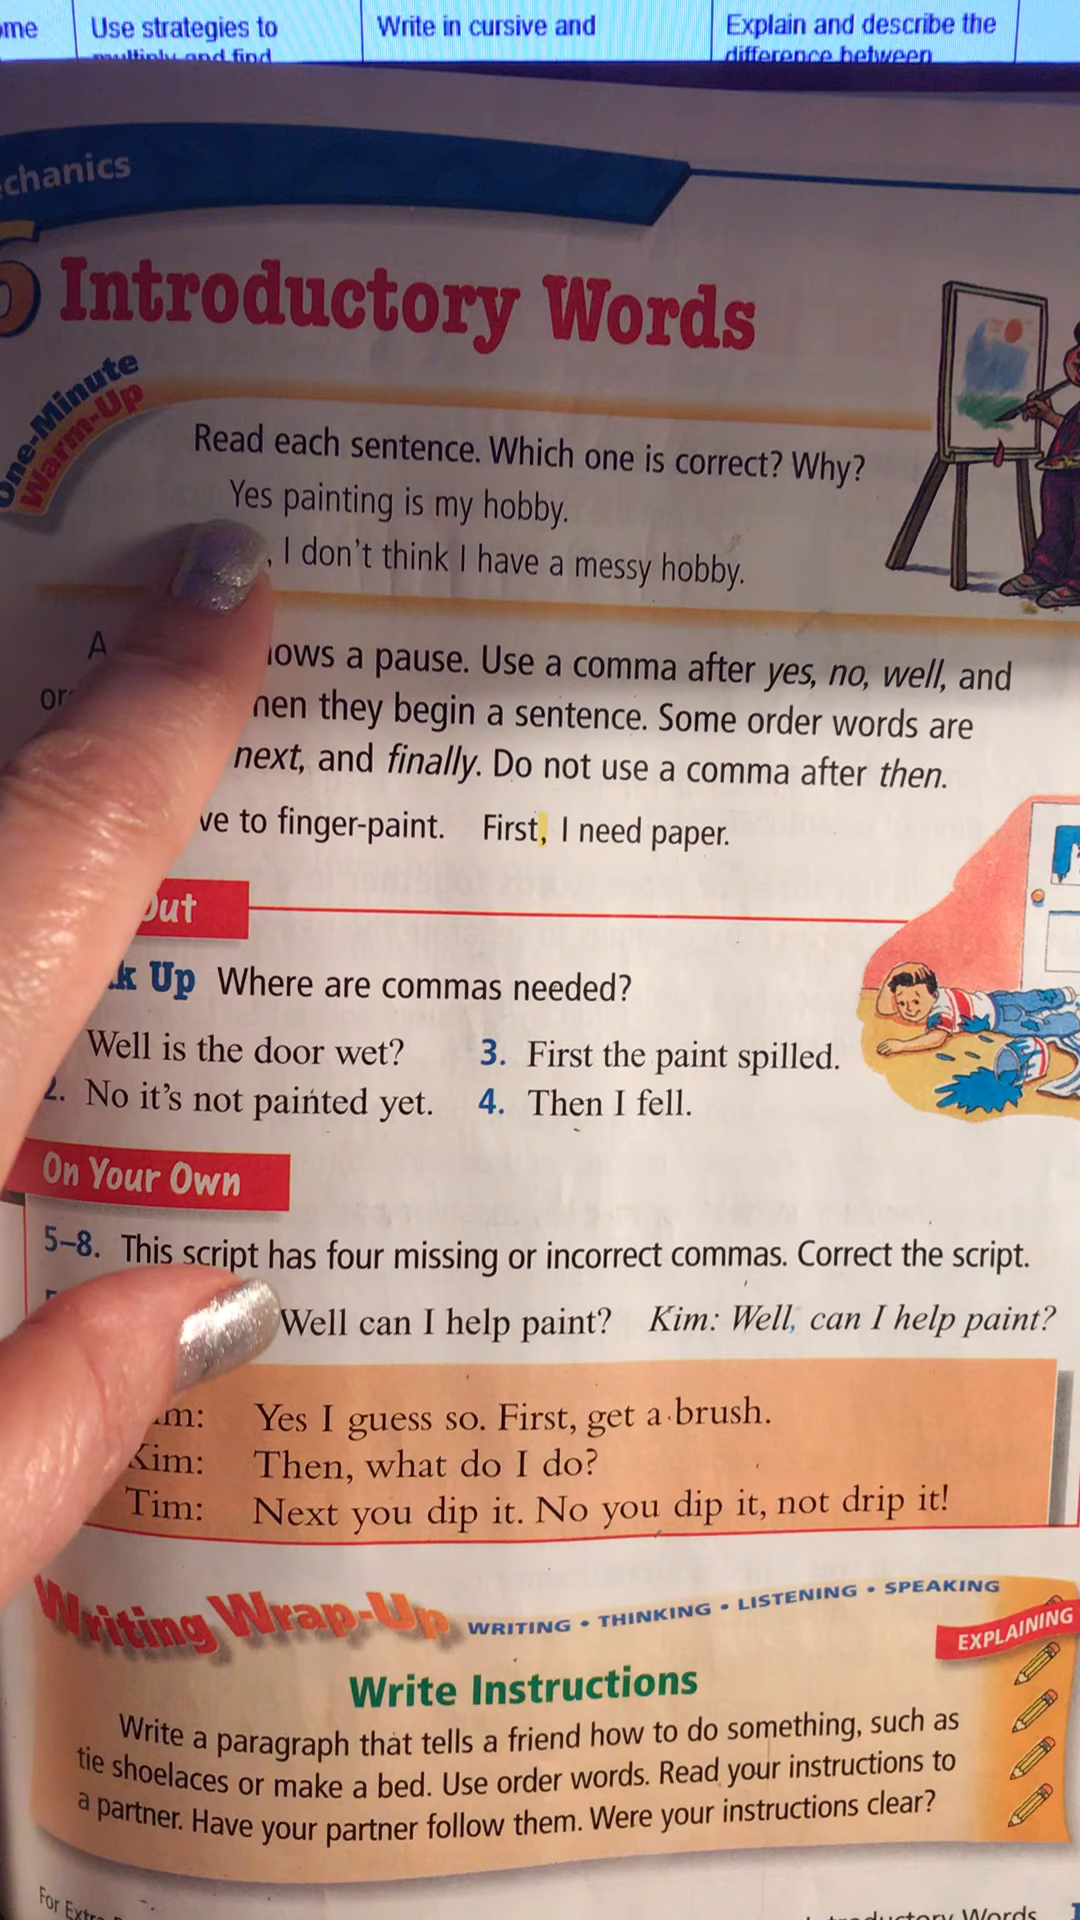 Use strategies to
multiply and find
Write in cursive and
Explain and describe the
difference between
Introductory Words
One-Minute
Warm-Up
Read each sentence. Which one is correct? Why?
Yes painting is my hobby.
, I don't think I have a messy hobby.
A a pause. Use a comma after yes, no, well, and
they begin a sentence. Some order words are
next, and finally. Do not use a comma after then.
to finger-paint. First, I need paper.
Out
Up Where are commas needed?
Well is the door wet?
2. No it's not painted yet.
3. First the paint spilled.
4. Then I fell.
On Your Own
5–8. This script has four missing or incorrect commas. Correct the script.
Well can I help paint? Kim: Well, can I help paint?
Yes I guess so. First, get a brush.
Kim: Then, what do I do?
Tim: Next you dip it. No you dip it, not drip it!
Writing Wrap-Up WRITING • THINKING • LISTENING • SPEAKING
EXPLAINING
Write Instructions
Write a paragraph that tells a friend how to do something, such as
tie shoelaces or make a bed. Use order words. Read your instructions to
a partner. Have your partner follow them. Were your instructions clear?
For
Words